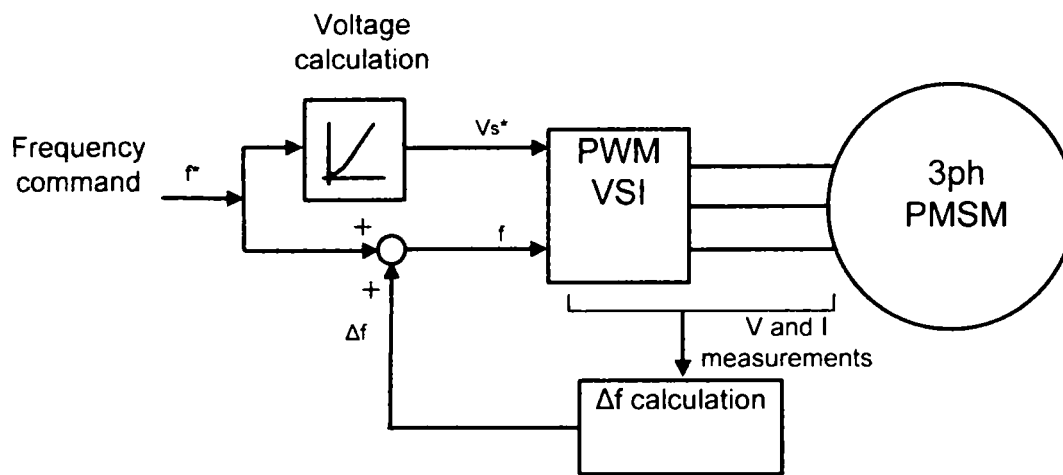 Voltage
calculation
Frequency
command
f*
Vs*
PWM
VSI
3ph
PMSM
+
f
+
Δf
V and I
measurements
Δf calculation